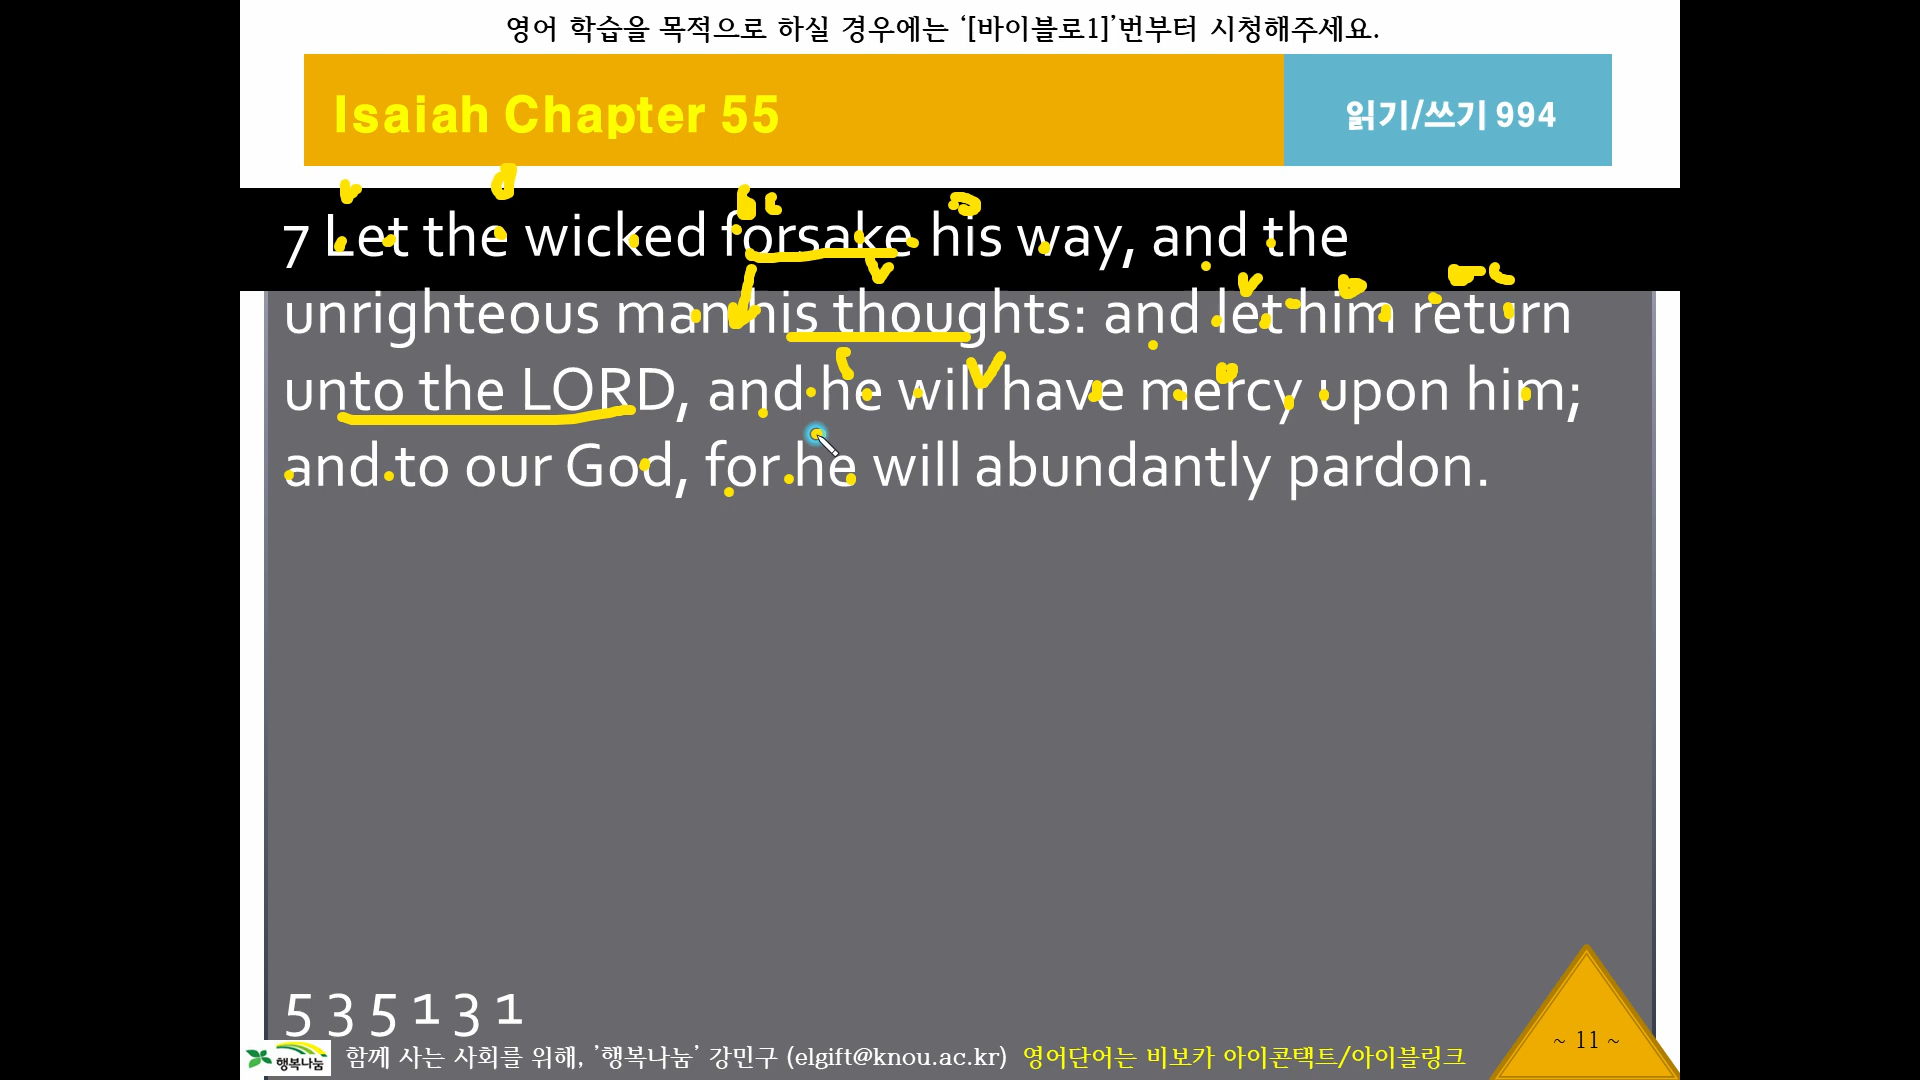 영어 학습을 목적으로 하실 경우에는 ‘[바이블로1]’번부터 시청해주세요.
Isaiah Chapter 55
읽기/쓰기 994
7 Let the wicked forsake his way, and the
unrighteous man his thoughts: and let him return
unto the LORD, and he will have mercy upon him;
and to our God, for he will abundantly pardon.
5 3 5 1 3 1
~ 11 ~
행복나눔
함께 사는 사회를 위해, ’행복나눔’ 강민구 (elgift@knou.ac.kr) 영어단어는 비보카 아이콘택트/아이블링크